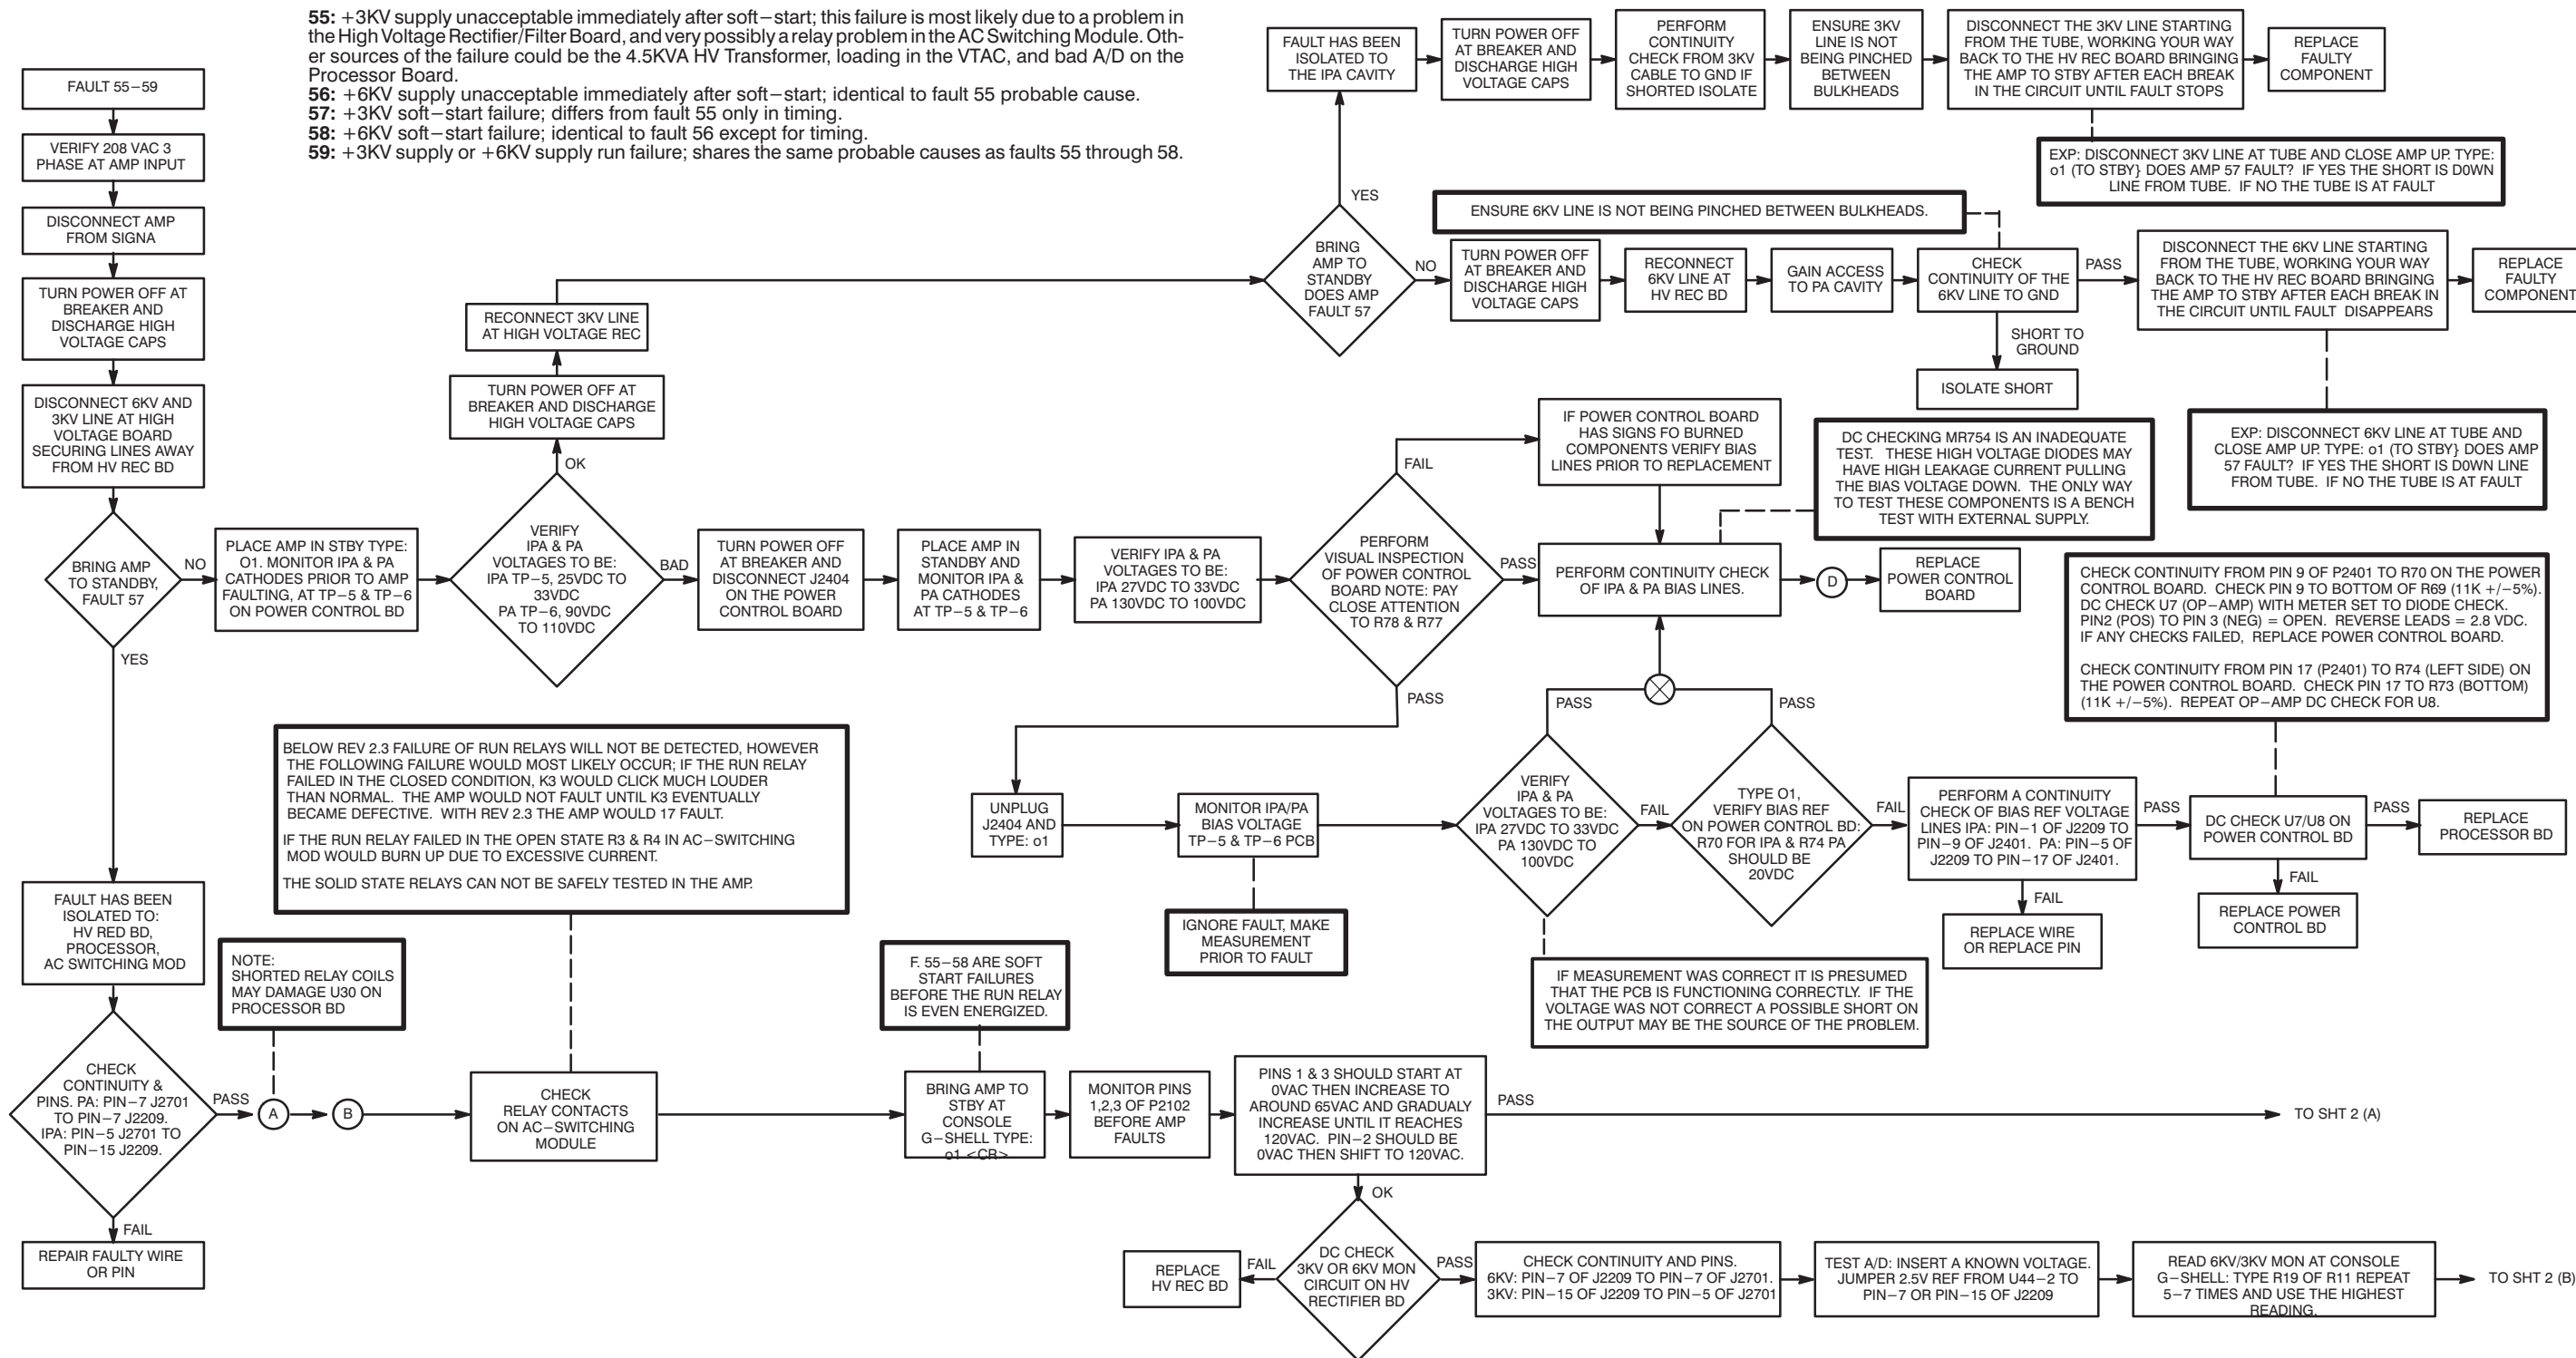 55: +3KV supply unacceptable immediately after soft−start; this failure is most likely due to a problem in
the High Voltage Rectifier/Filter Board, and very possibly a relay problem in the AC Switching Module. Oth-
er sources of the failure could be the 4.5KVA HV Transformer, loading in the VTAC, and bad A/D on the
Processor Board.
56: +6KV supply unacceptable immediately after soft−start; identical to fault 55 probable cause.
57: +3KV soft−start failure; differs from fault 55 only in timing.
58: +6KV soft−start failure; identical to fault 56 except for timing.
59: +3KV supply or +6KV supply run failure; shares the same probable causes as faults 55 through 58.
FAULT 55−59
VERIFY 208 VAC 3
PHASE AT AMP INPUT
DISCONNECT AMP
FROM SIGNA
TURN POWER OFF AT
BREAKER AND
DISCHARGE HIGH
VOLTAGE CAPS
DISCONNECT 6KV AND
3KV LINE AT HIGH
VOLTAGE BOARD
SECURING LINES AWAY
FROM HV REC BD
BRING AMP
TO STANDBY,
FAULT 57
NO
YES
PLACE AMP IN STBY TYPE:
O1. MONITOR IPA & PA
CATHODES PRIOR TO AMP
FAULTING, AT TP−5 & TP−6
ON POWER CONTROL BD
VERIFY
IPA & PA
VOLTAGES TO BE:
IPA TP−5, 25VDC TO
33VDC
PA TP−6, 90VDC
TO 110VDC
OK
BAD
TURN POWER OFF AT
BREAKER AND DISCHARGE
HIGH VOLTAGE CAPS
RECONNECT 3KV LINE
AT HIGH VOLTAGE REC
BRING
AMP TO
STANDBY
DOES AMP
FAULT 57
YES
NO
FAULT HAS BEEN
ISOLATED TO
THE IPA CAVITY
TURN POWER OFF
AT BREAKER AND
DISCHARGE HIGH
VOLTAGE CAPS
PERFORM
CONTINUITY
CHECK FROM 3KV
CABLE TO GND IF
SHORTED ISOLATE
ENSURE 3KV
LINE IS NOT
BEING PINCHED
BETWEEN
BULKHEADS
DISCONNECT THE 3KV LINE STARTING
FROM THE TUBE, WORKING YOUR WAY
BACK TO THE HV REC BOARD BRINGING
THE AMP TO STBY AFTER EACH BREAK
IN THE CIRCUIT UNTIL FAULT STOPS
REPLACE
FAULTY
COMPONENT
EXP: DISCONNECT 3KV LINE AT TUBE AND CLOSE AMP UP. TYPE:
o1 (TO STBY} DOES AMP 57 FAULT? IF YES THE SHORT IS D0WN
LINE FROM TUBE. IF NO THE TUBE IS AT FAULT
ENSURE 6KV LINE IS NOT BEING PINCHED BETWEEN BULKHEADS.
TURN POWER OFF
AT BREAKER AND
DISCHARGE HIGH
VOLTAGE CAPS
RECONNECT
6KV LINE AT
HV REC BD
GAIN ACCESS
TO PA CAVITY
CHECK
CONTINUITY OF THE
6KV LINE TO GND
PASS
SHORT TO
GROUND
ISOLATE SHORT
DISCONNECT THE 6KV LINE STARTING
FROM THE TUBE, WORKING YOUR WAY
BACK TO THE HV REC BOARD BRINGING
THE AMP TO STBY AFTER EACH BREAK IN
THE CIRCUIT UNTIL FAULT DISAPPEARS
REPLACE
FAULTY
COMPONENT
EXP: DISCONNECT 6KV LINE AT TUBE AND
CLOSE AMP UP. TYPE: o1 (TO STBY} DOES AMP
57 FAULT? IF YES THE SHORT IS D0WN LINE
FROM TUBE. IF NO THE TUBE IS AT FAULT
TURN POWER OFF
AT BREAKER AND
DISCONNECT J2404
ON THE POWER
CONTROL BOARD
PLACE AMP IN
STANDBY AND
MONITOR IPA &
PA CATHODES
AT TP−5 & TP−6
VERIFY IPA & PA
VOLTAGES TO BE:
IPA 27VDC TO 33VDC
PA 130VDC TO 100VDC
PERFORM
VISUAL INSPECTION
OF POWER CONTROL
BOARD NOTE: PAY
CLOSE ATTENTION
TO R78 & R77
FAIL
PASS
PASS
IF POWER CONTROL BOARD
HAS SIGNS FO BURNED
COMPONENTS VERIFY BIAS
LINES PRIOR TO REPLACEMENT
DC CHECKING MR754 IS AN INADEQUATE
TEST. THESE HIGH VOLTAGE DIODES MAY
HAVE HIGH LEAKAGE CURRENT PULLING
THE BIAS VOLTAGE DOWN. THE ONLY WAY
TO TEST THESE COMPONENTS IS A BENCH
TEST WITH EXTERNAL SUPPLY.
PERFORM CONTINUITY CHECK
OF IPA & PA BIAS LINES.
D
REPLACE
POWER CONTROL
BOARD
CHECK CONTINUITY FROM PIN 9 OF P2401 TO R70 ON THE POWER
CONTROL BOARD. CHECK PIN 9 TO BOTTOM OF R69 (11K +/−5%).
DC CHECK U7 (OP−AMP) WITH METER SET TO DIODE CHECK.
PIN2 (POS) TO PIN 3 (NEG) = OPEN. REVERSE LEADS = 2.8 VDC.
IF ANY CHECKS FAILED, REPLACE POWER CONTROL BOARD.
CHECK CONTINUITY FROM PIN 17 (P2401) TO R74 (LEFT SIDE) ON
THE POWER CONTROL BOARD. CHECK PIN 17 TO R73 (BOTTOM)
(11K +/−5%). REPEAT OP−AMP DC CHECK FOR U8.
UNPLUG
J2404 AND
TYPE: o1
MONITOR IPA/PA
BIAS VOLTAGE
TP−5 & TP−6 PCB
IGNORE FAULT, MAKE
MEASUREMENT
PRIOR TO FAULT
PASS
PASS
VERIFY
IPA & PA
VOLTAGES TO BE:
IPA 27VDC TO 33VDC
PA 130VDC TO
100VDC
FAIL
TYPE O1,
VERIFY BIAS REF
ON POWER CONTROL BD:
R70 FOR IPA & R74 PA
SHOULD BE
20VDC
FAIL
PERFORM A CONTINUITY
CHECK OF BIAS REF VOLTAGE
LINES IPA: PIN−1 OF J2209 TO
PIN−9 OF J2401. PA: PIN−5 OF
J2209 TO PIN−17 OF J2401.
PASS
FAIL
REPLACE WIRE
OR REPLACE PIN
DC CHECK U7/U8 ON
POWER CONTROL BD
PASS
FAIL
REPLACE
PROCESSOR BD
REPLACE POWER
CONTROL BD
IF MEASUREMENT WAS CORRECT IT IS PRESUMED
THAT THE PCB IS FUNCTIONING CORRECTLY. IF THE
VOLTAGE WAS NOT CORRECT A POSSIBLE SHORT ON
THE OUTPUT MAY BE THE SOURCE OF THE PROBLEM.
BELOW REV 2.3 FAILURE OF RUN RELAYS WILL NOT BE DETECTED, HOWEVER
THE FOLLOWING FAILURE WOULD MOST LIKELY OCCUR; IF THE RUN RELAY
FAILED IN THE CLOSED CONDITION, K3 WOULD CLICK MUCH LOUDER
THAN NORMAL. THE AMP WOULD NOT FAULT UNTIL K3 EVENTUALLY
BECAME DEFECTIVE. WITH REV 2.3 THE AMP WOULD 17 FAULT.
IF THE RUN RELAY FAILED IN THE OPEN STATE R3 & R4 IN AC−SWITCHING
MOD WOULD BURN UP DUE TO EXCESSIVE CURRENT.
THE SOLID STATE RELAYS CAN NOT BE SAFELY TESTED IN THE AMP.
FAULT HAS BEEN
ISOLATED TO:
HV RED BD,
PROCESSOR,
AC SWITCHING MOD
NOTE:
SHORTED RELAY COILS
MAY DAMAGE U30 ON
PROCESSOR BD
CHECK
CONTINUITY &
PINS. PA: PIN−7 J2701
TO PIN−7 J2209.
IPA: PIN−5 J2701 TO
PIN−15 J2209.
PASS
FAIL
REPAIR FAULTY WIRE
OR PIN
A
B
CHECK
RELAY CONTACTS
ON AC−SWITCHING
MODULE
F. 55−58 ARE SOFT
START FAILURES
BEFORE THE RUN RELAY
IS EVEN ENERGIZED.
BRING AMP TO
STBY AT
CONSOLE
G−SHELL TYPE:
o1 <CR>
MONITOR PINS
1,2,3 OF P2102
BEFORE AMP
FAULTS
PINS 1 & 3 SHOULD START AT
0VAC THEN INCREASE TO
AROUND 65VAC AND GRADUALY
INCREASE UNTIL IT REACHES
120VAC. PIN−2 SHOULD BE
0VAC THEN SHIFT TO 120VAC.
PASS
TO SHT 2 (A)
OK
DC CHECK
3KV OR 6KV MON
CIRCUIT ON HV
RECTIFIER BD
FAIL
REPLACE
HV REC BD
PASS
CHECK CONTINUITY AND PINS.
6KV: PIN−7 OF J2209 TO PIN−7 OF J2701.
3KV: PIN−15 OF J2209 TO PIN−5 OF J2701
TEST A/D: INSERT A KNOWN VOLTAGE.
JUMPER 2.5V REF FROM U44−2 TO
PIN−7 OR PIN−15 OF J2209
READ 6KV/3KV MON AT CONSOLE
G−SHELL: TYPE R19 OF R11 REPEAT
5−7 TIMES AND USE THE HIGHEST
READING.
TO SHT 2 (B)